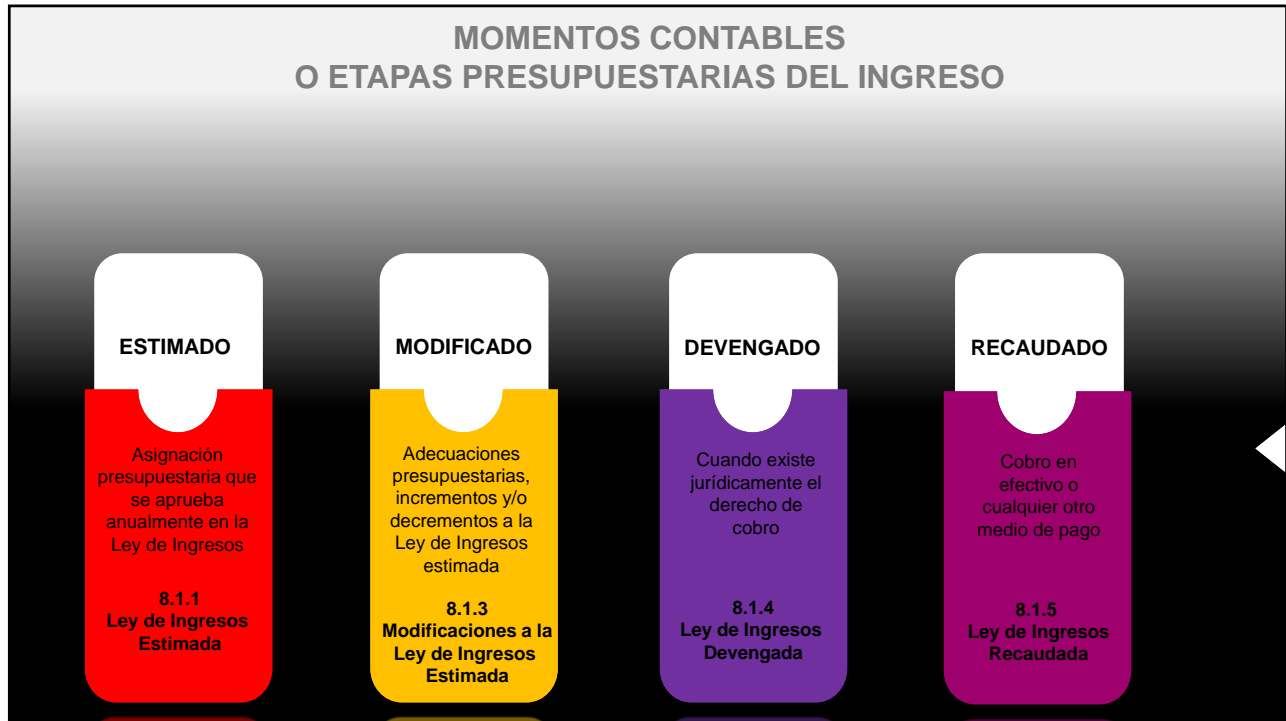 MOMENTOS CONTABLES
O ETAPAS PRESUPUESTARIAS DEL INGRESO
ESTIMADO
Asignación
presupuestaria que
se aprueba
anualmente en la
Ley de Ingresos
8.1.1
Ley de Ingresos
Estimada
MODIFICADO
Adecuaciones
presupuestarias,
incrementos y/o
decrementos a la
Ley de Ingresos
estimada
8.1.3
Modificaciones a la
Ley de Ingresos
Estimada
DEVENGADO
Cuando existe
jurídicamente el
derecho de
cobro
8.1.4
Ley de Ingresos
Devengada
RECAUDADO
Cobro en
efectivo o
cualquier otro
medio de pago
8.1.5
Ley de Ingresos
Recaudada